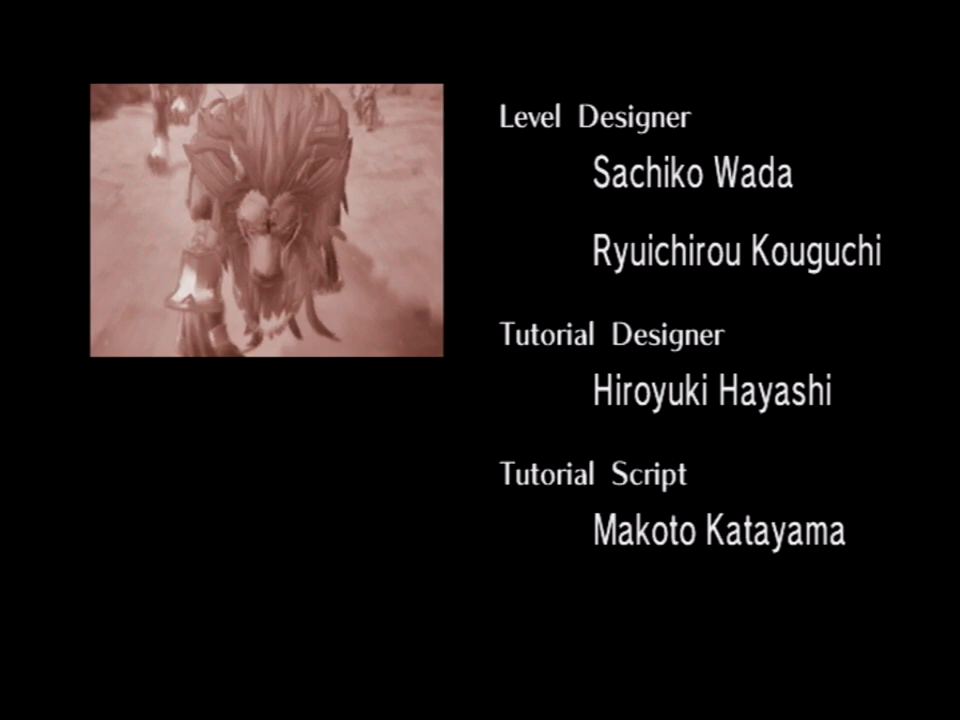 Level Designer
Sachiko Wada
Ryuichirou Kouguchi
Tutorial Designer
Hiroyuki Hayashi
Tutorial Script
Makoto Katayama